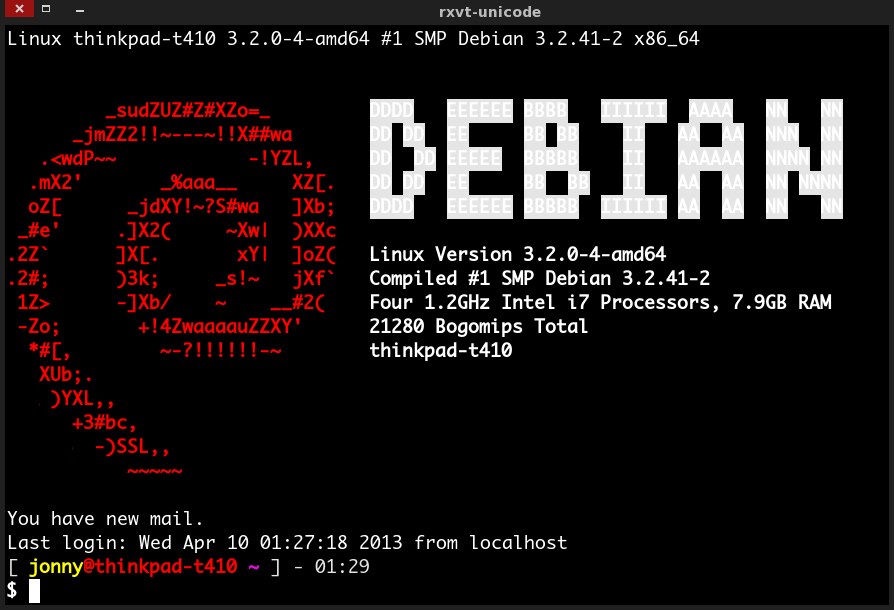 rxvt-unicode
Linux thinkpad-t410 3.2.0-4-amd64 #1 SMP Debian 3.2.41-2 x86_64
         _sudZUZ#Z#XZo=_         DDDD   EEEEEE BBBB   IIIIII  AAAA   NN   NN
      _jmZZ2!!~---~!!X##wa       DD DD  EE     BB BB    II   AA  AA  NNN  NN
   .<wdP~~            -!YZL,     DD  DD EEEEE  BBBBB    II   AAAAAA  NNNN NN
  .mX2'       _%aaa__     XZ[.   DD DD  EE     BB  BB   II   AA  AA  NN NNNN
  oZ[      _jdXY!~?S#wa   ]Xb;   DDDD   EEEEEE BBBBB  IIIIII AA  AA  NN   NN
 _#e'     .]X2(     ~Xw|  )XXc
.2Z`      ]X[.       xY|  ]oZ(   Linux Version 3.2.0-4-amd64
.2#;      )3k;     _s!~   jXf`   Compiled #1 SMP Debian 3.2.41-2
 1Z>      -]Xb/    ~    __#2(    Four 1.2GHz Intel i7 Processors, 7.9GB RAM
 -Zo;       +!4ZwaaaauZZXY'      21280 Bogomips Total
  *#[,        ~-?!!!!!!-~        thinkpad-t410
   XUb;.
    )YXL,,
      +3#bc,
        -)SSL,,
           ~~~~~
You have new mail.
Last login: Wed Apr 10 01:27:18 2013 from localhost
[ jonny@thinkpad-t410 ~ ] - 01:29
$